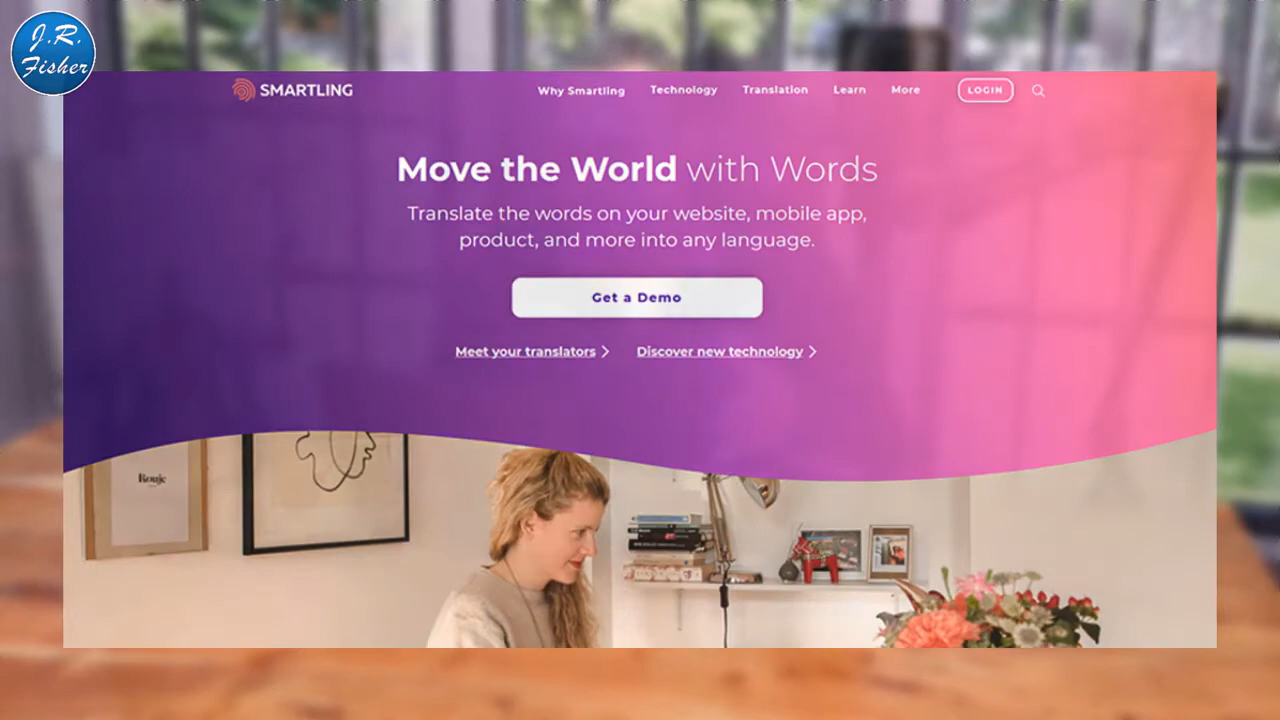 J.R.
Fisher
SMARTLING
Why Smartling Technology Translation Learn More LOGIN
Move the World with Words
Translate the words on your website, mobile app,
product, and more into any language.
Get a Demo
Meet your translators Discover new technology
Rouje